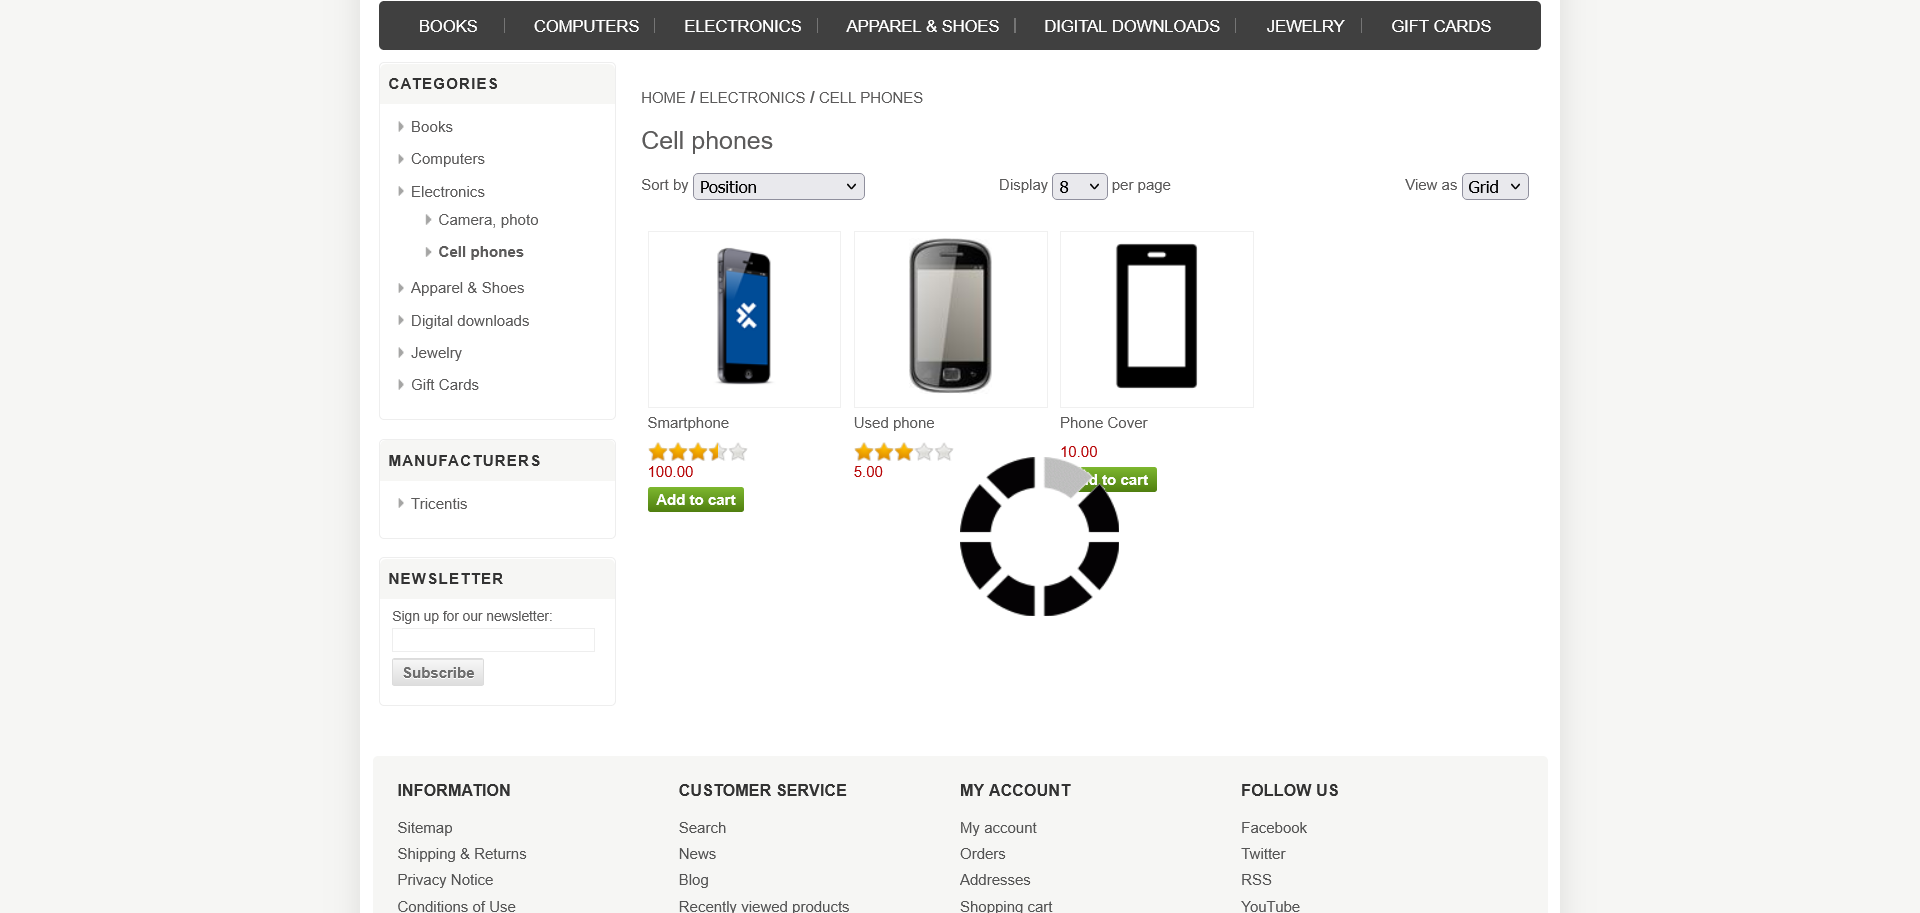 BOOKS COMPUTERS ELECTRONICS APPAREL & SHOES DIGITAL DOWNLOADS JEWELRY GIFT CARDS
CATEGORIES
Books
Computers
Electronics
Camera, photo
Cell phones
Apparel & Shoes
Digital downloads
Jewelry
Gift Cards
MANUFACTURERS
Tricentis
NEWSLETTER
Sign up for our newsletter:
Subscribe
HOME / ELECTRONICS / CELL PHONES
Cell phones
Sort by Position Display 8 per page View as Grid
Smartphone
100.00
Add to cart
Used phone
5.00
Phone Cover
10.00
to cart
INFORMATION
Sitemap
Shipping & Returns
Privacy Notice
Conditions of Use
CUSTOMER SERVICE
Search
News
Blog
Recently viewed products
MY ACCOUNT
My account
Orders
Addresses
Shopping cart
FOLLOW US
Facebook
Twitter
RSS
YouTube